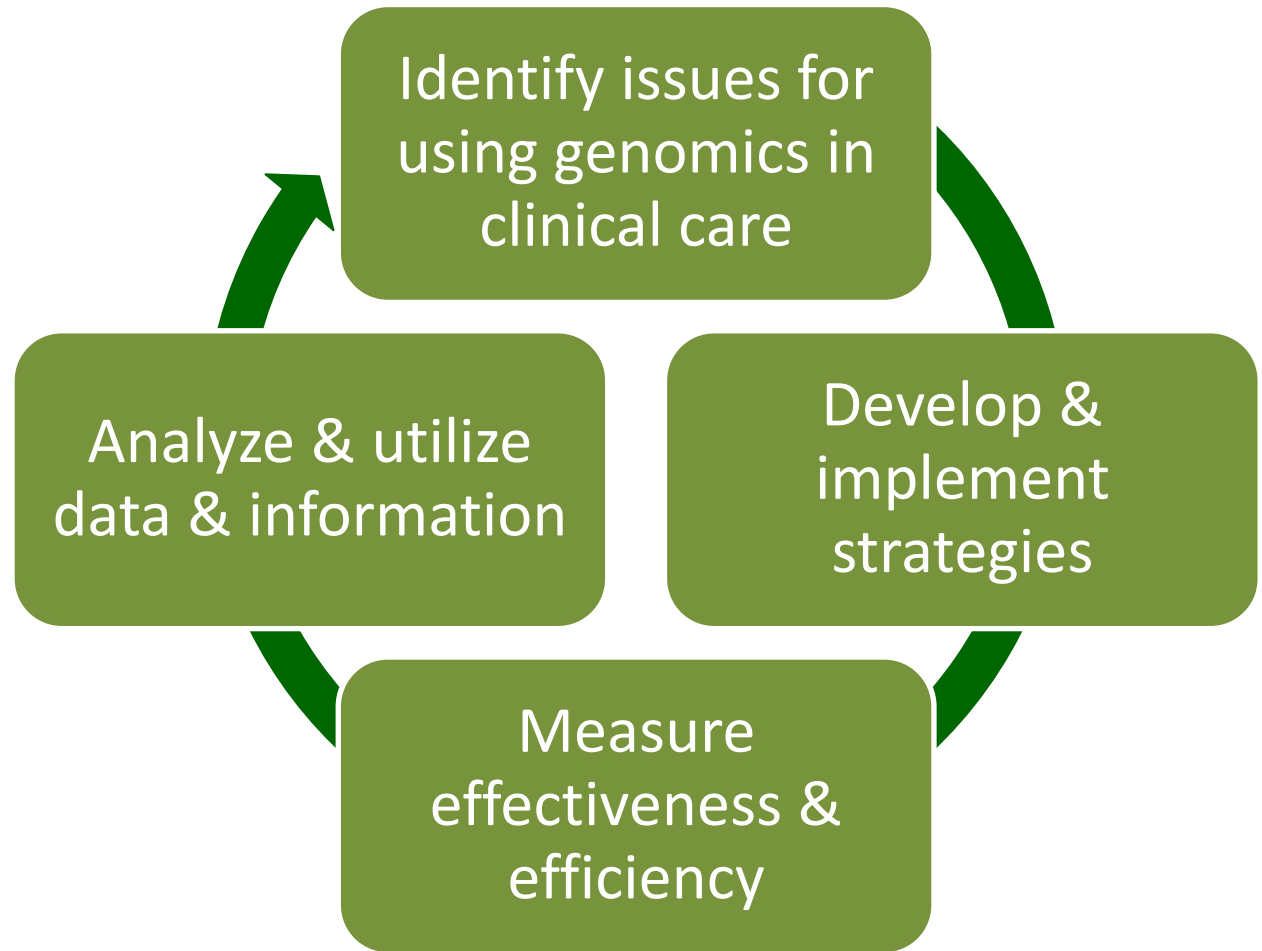 Identify issues for
using genomics in
clinical care
Develop &
implement
strategies
Measure
effectiveness &
efficiency
Analyze & utilize
data & information